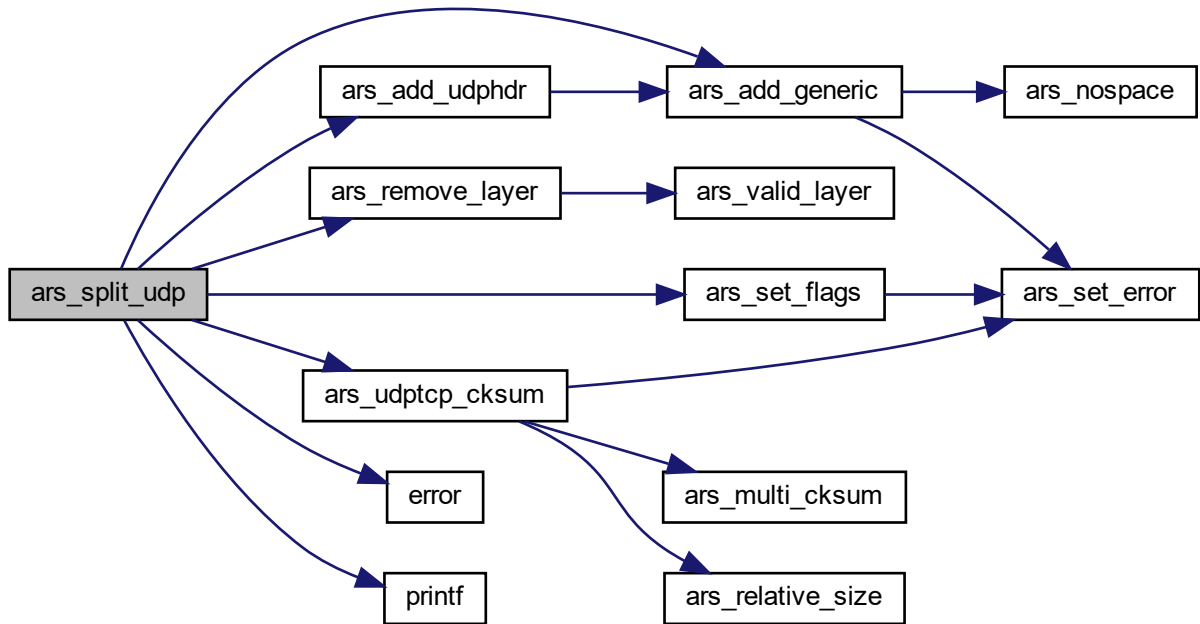 ars_add_udphdr
ars_add_generic
ars_nospace
ars_remove_layer
ars_valid_layer
ars_split_udp
ars_set_flags
ars_set_error
ars_udptcp_cksum
error
ars_multi_cksum
printf
ars_relative_size